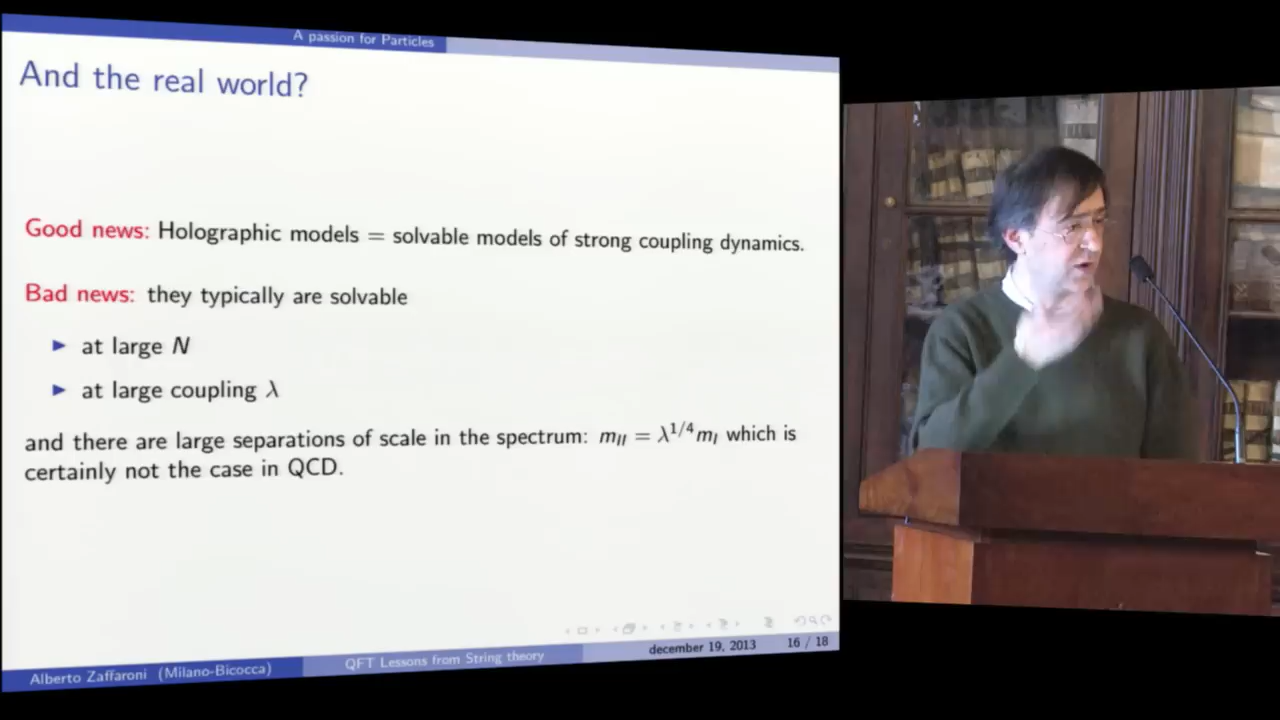 A passion for Particles
And the real world?
Good news: Holographic models = solvable models of strong coupling dynamics.
Bad news: they typically are solvable
▶ at large N
▶ at large coupling λ
and there are large separations of scale in the spectrum: m_{II} = λ^{1/4} m_I which is
certainly not the case in QCD.
Alberto Zaffaroni (Milano-Bicocca) QFT Lessons from String theory december 19, 2013 16 / 18